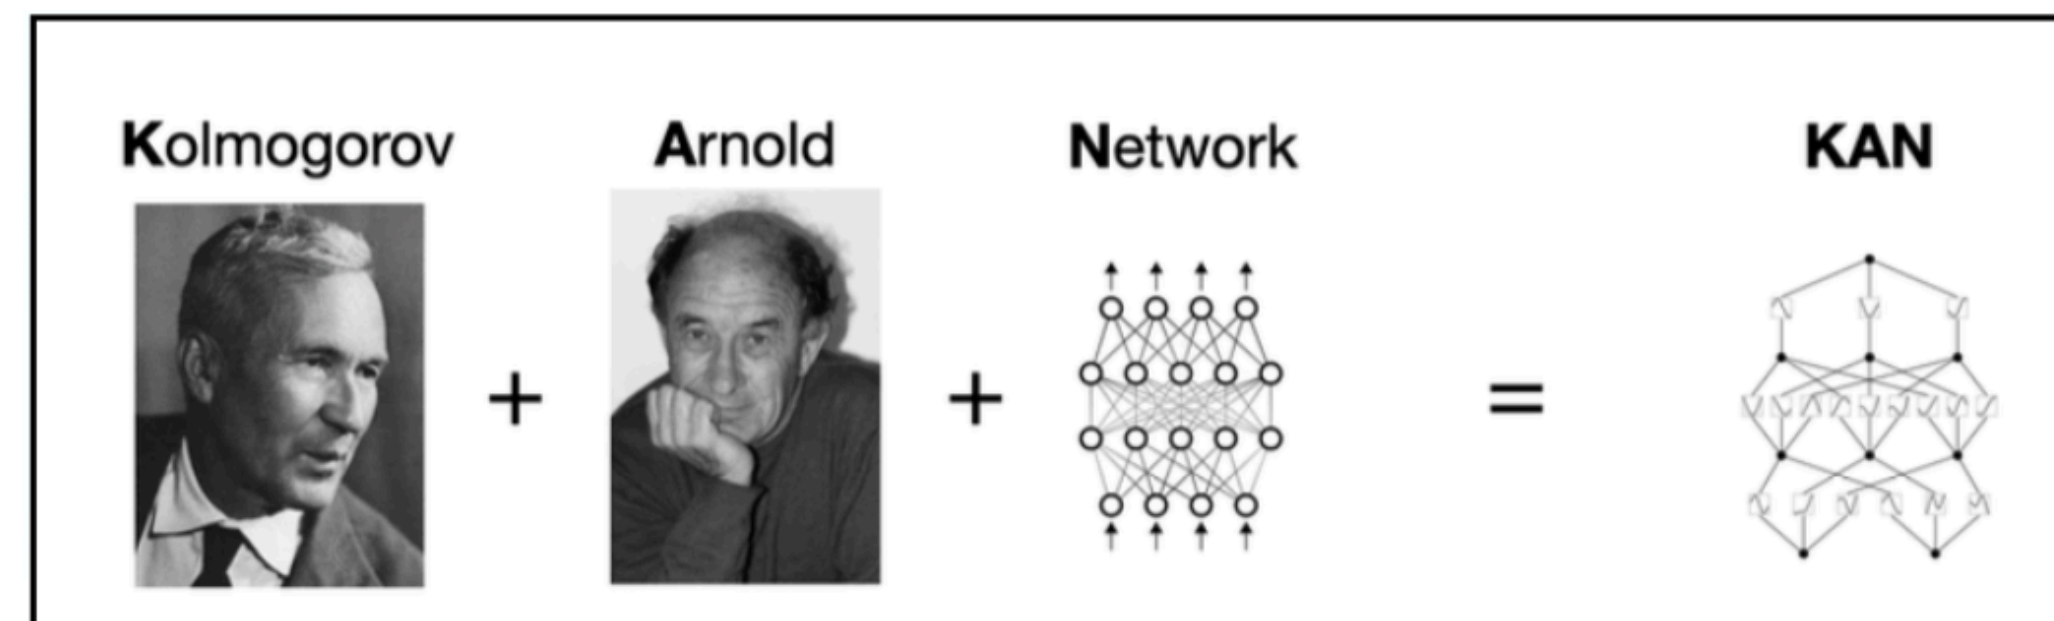 Kolmogorov Arnold Network KAN
+ + =